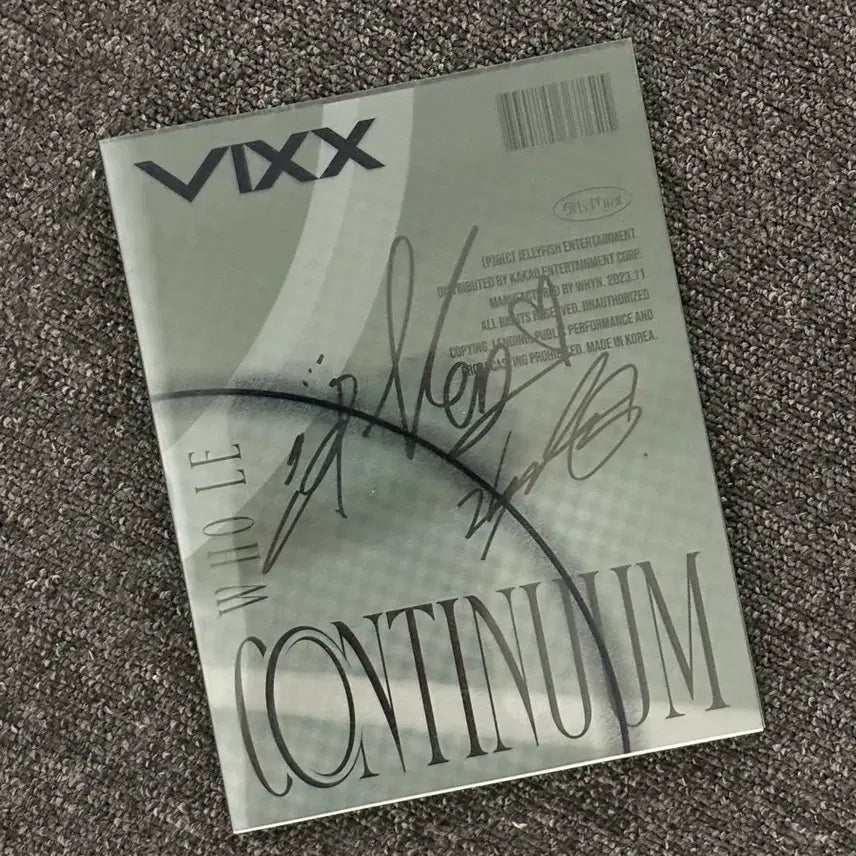 VIXX
5th Mini
(P)&(C) JELLYFISH ENTERTAINMENT.
DISTRIBUTED BY KAKAO ENTERTAINMENT CORP.
MANUFACTURED BY WHYN. 2023.11
ALL RIGHTS RESERVED. UNAUTHORIZED
COPYING, LENDING, PUBLIC PERFORMANCE AND
BROADCASTING PROHIBITED. MADE IN KOREA.
WHOLE
CONTINUUM